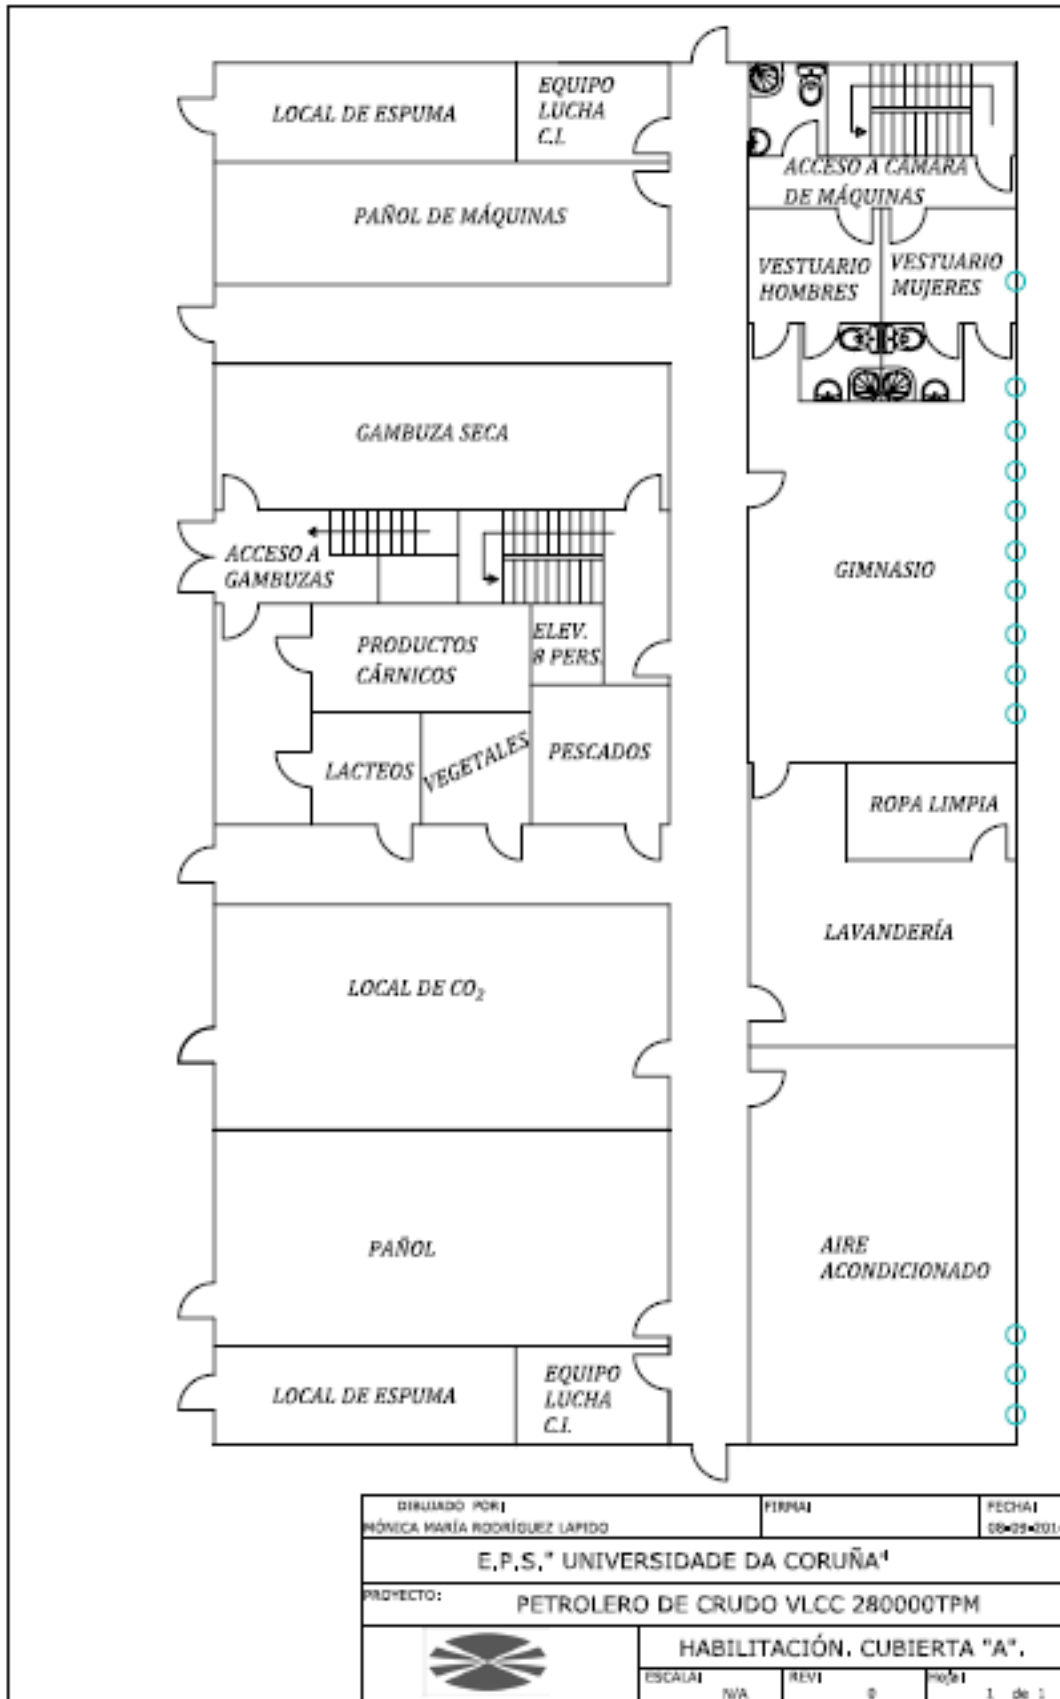 LOCAL DE ESPUMA
EQUIPO
LUCHA
C.I.
ACCESO A CAMARA
DE MÁQUINAS
PAÑOL DE MÁQUINAS
VESTUARIO
HOMBRES
VESTUARIO
MUJERES
GAMBUZA SECA
ACCESO A
GAMBUZAS
GIMNASIO
PRODUCTOS
CÁRNICOS
ELEV.
8 PERS.
LACTEOS
VEGETALES
PESCADOS
ROPA LIMPIA
LAVANDERÍA
LOCAL DE CO₂
PAÑOL
AIRE
ACONDICIONADO
LOCAL DE ESPUMA
EQUIPO
LUCHA
C.I.
DIBUJADO POR:
MÓNICA MARÍA RODRÍGUEZ LAPIDO
FIRMA:
FECHA:
E.P.S." UNIVERSIDADE DA CORUÑA"
PROYECTO:
PETROLERO DE CRUDO VLCC 280000TPM
HABILITACIÓN. CUBIERTA "A".
ESCALA:
N/A
REV:
0
Hoja:
1 de 1